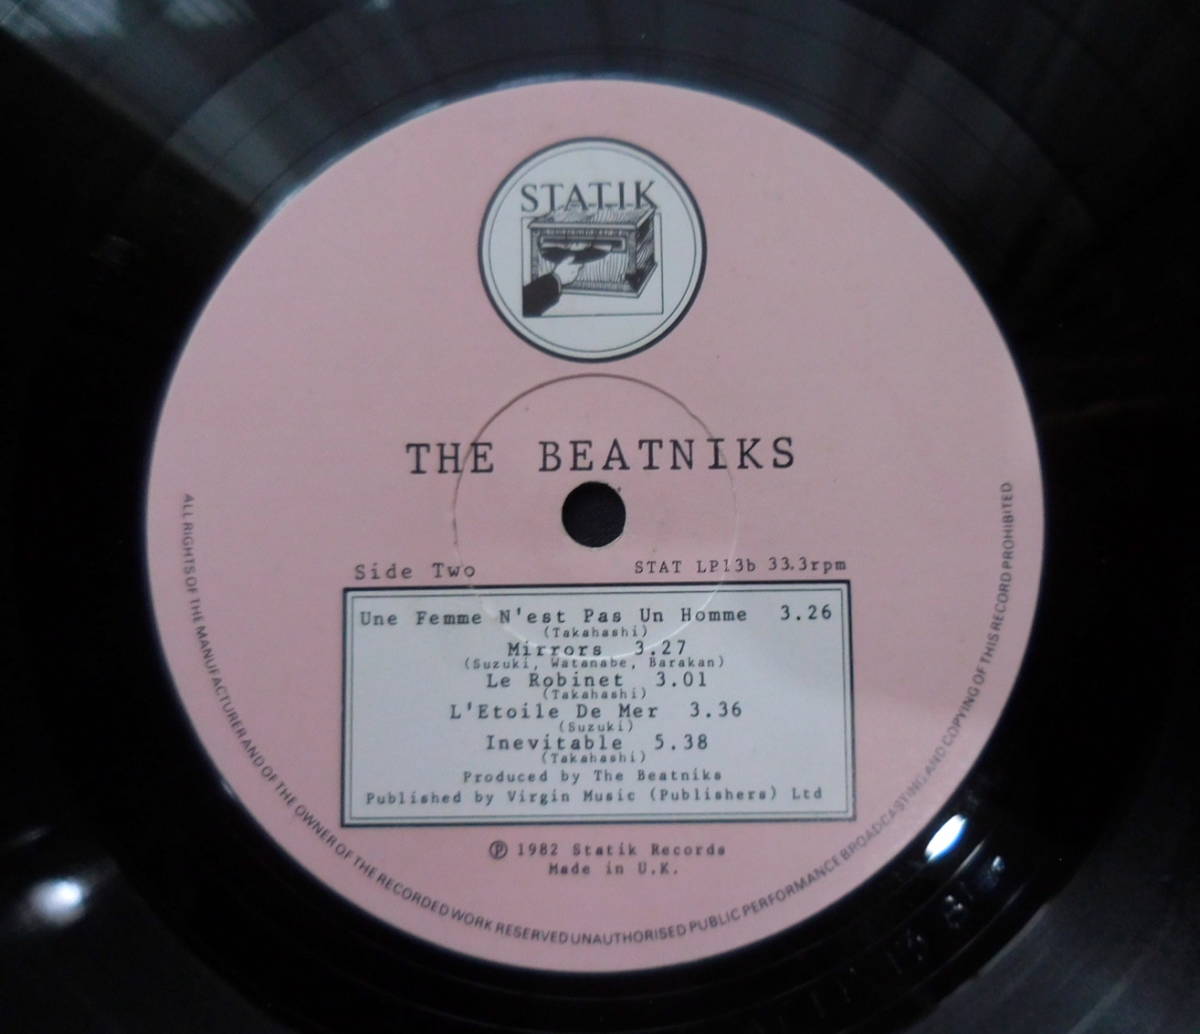 STATIK
THE BEATNIKS
Side Two
STAT LP13b 33.3rpm
Une Femme N'est Pas Un Homme 3.26
(Takahashi)
Mirrors 3.27
(Suzuki, Watanabe, Barakan)
Le Robinet 3.01
(Takahashi)
L'Etoile De Mer 3.36
(Suzuki)
Inevitable 5.38
(Takahashi)
Produced by The Beatniks
Published by Virgin Music (Publishers) Ltd
℗ 1982 Statik Records
Made in U.K.
ALL RIGHTS OF THE MANUFACTURER AND OF THE OWNER OF THE RECORDED WORK RESERVED UNAUTHORISED PUBLIC PERFORMANCE BROADCASTING AND COPYING OF THIS RECORD PROHIBITED